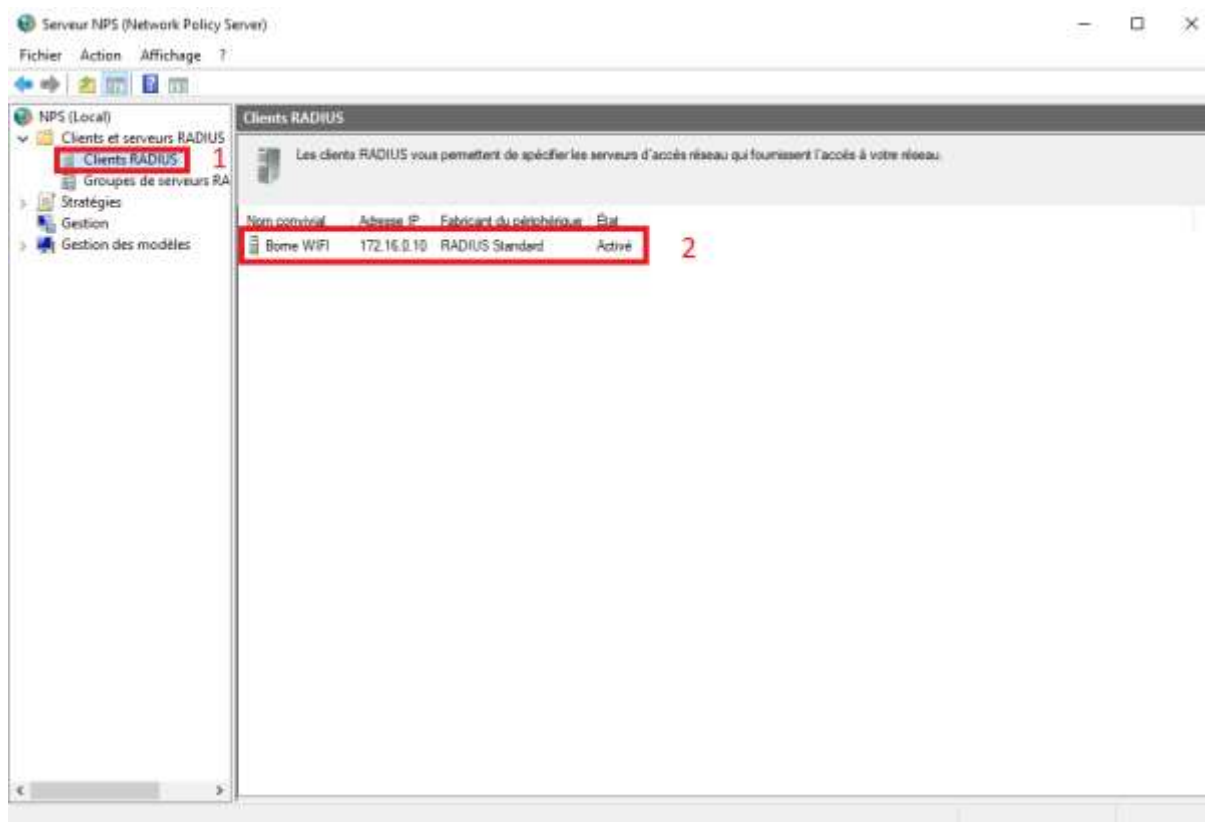 Serveur NPS (Network Policy Server)
Fichier Action Affichage ?
NPS (Local)
Clients et serveurs RADIUS
Clients RADIUS 1
Groupes de serveurs RA
Stratégies
Gestion
Gestion des modèles
Clients RADIUS
Les clients RADIUS vous permettent de spécifier les serveurs d'accès réseau qui fournissent l'accès à votre réseau.
Nom convivial Adresse IP Fabricant du périphérique État
Borne WIFI 172.16.0.10 RADIUS Standard Activé 2